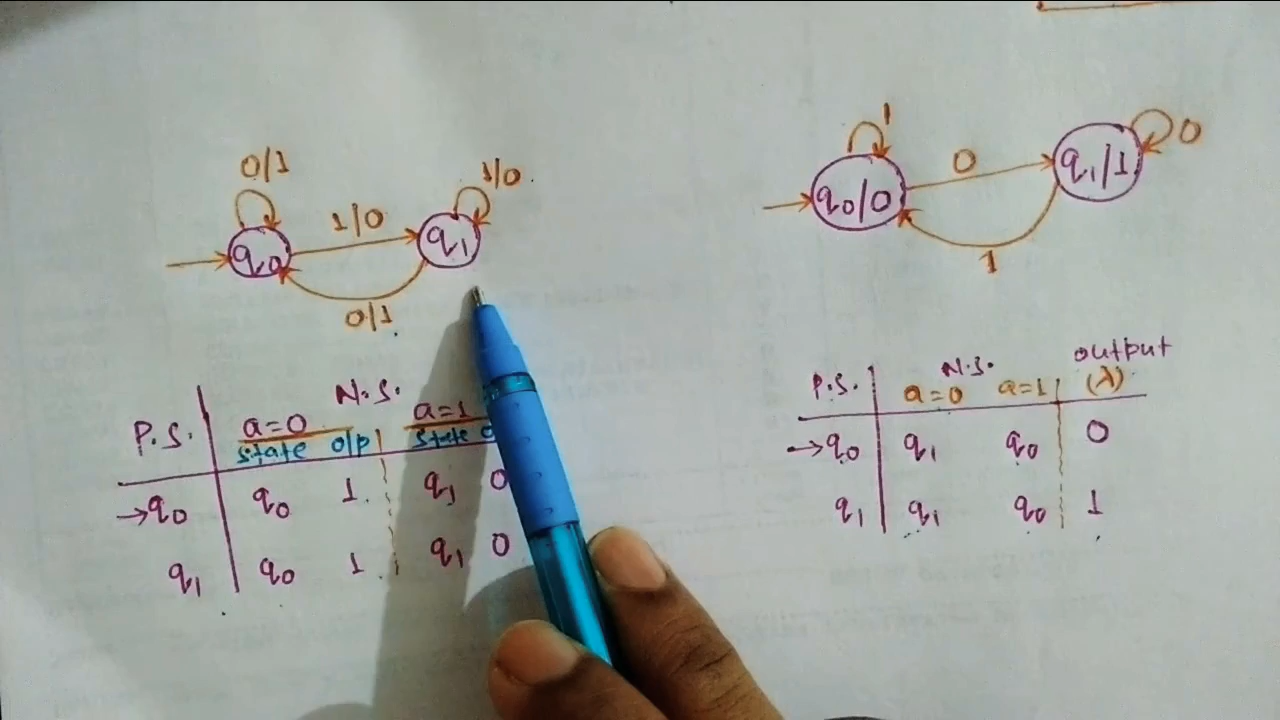 0/1
1/0
1/0
q0
q1
0/1
N.S.
P.S.
a=0
a=1
state o/p
state
→q0
q0 1
q1 0
q1
q0 1
q1 0
1
0
0
q0/0
q1/1
1
output
P.S.
N.S.
a=0 a=1
(λ)
→q0 q1 q0 0
q1 q1 q0 1